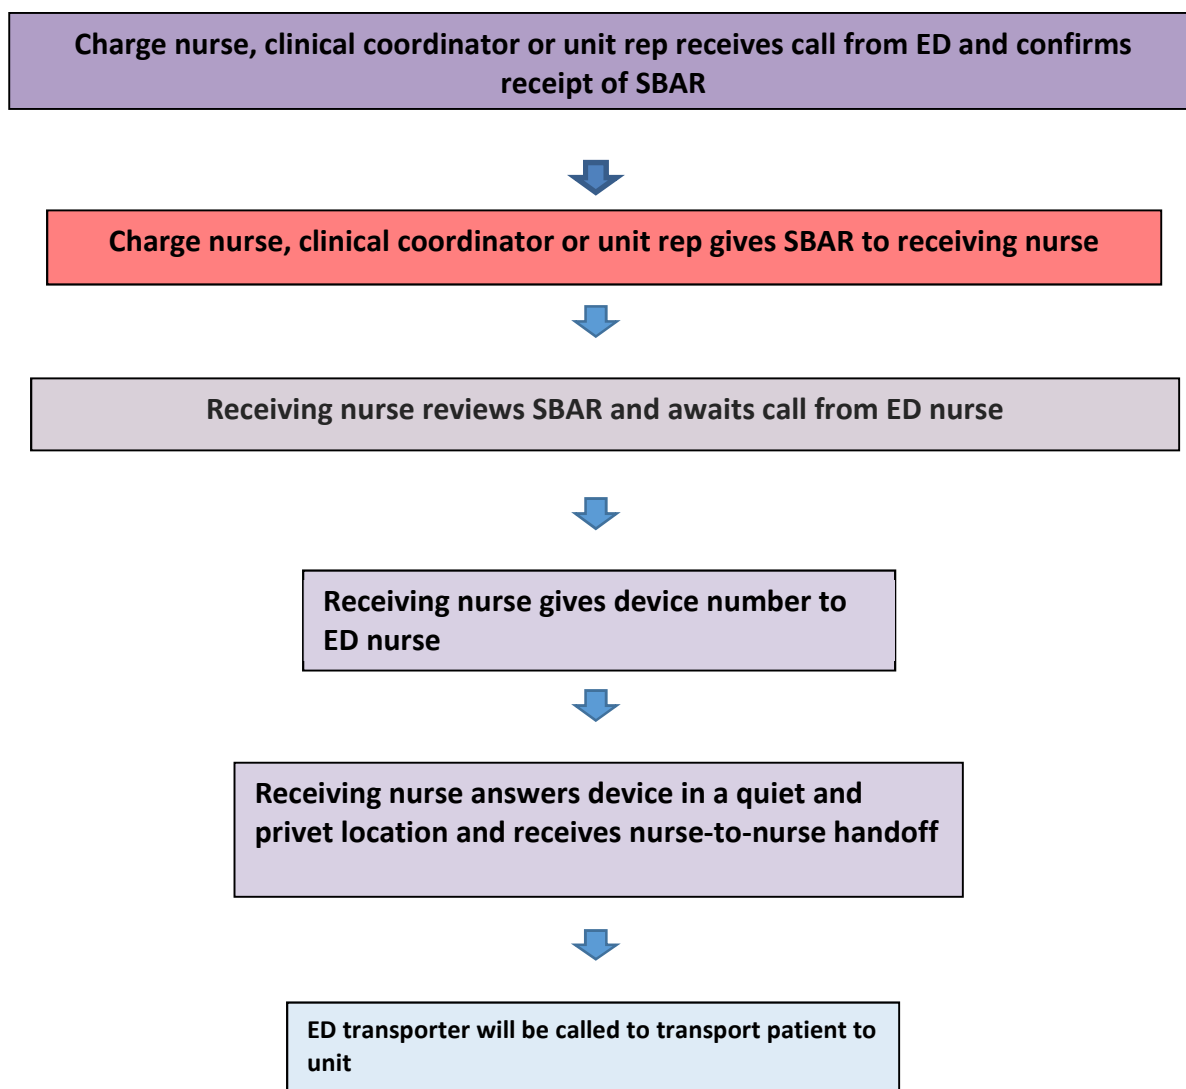 Charge nurse, clinical coordinator or unit rep receives call from ED and confirms
receipt of SBAR
Charge nurse, clinical coordinator or unit rep gives SBAR to receiving nurse
Receiving nurse reviews SBAR and awaits call from ED nurse
Receiving nurse gives device number to
ED nurse
Receiving nurse answers device in a quiet and
privet location and receives nurse-to-nurse handoff
ED transporter will be called to transport patient to
unit